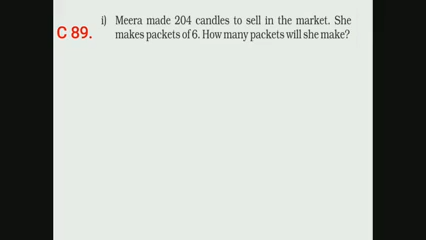 i) Meera made 204 candles to sell in the market. She
C 89. makes packets of 6. How many packets will she make?